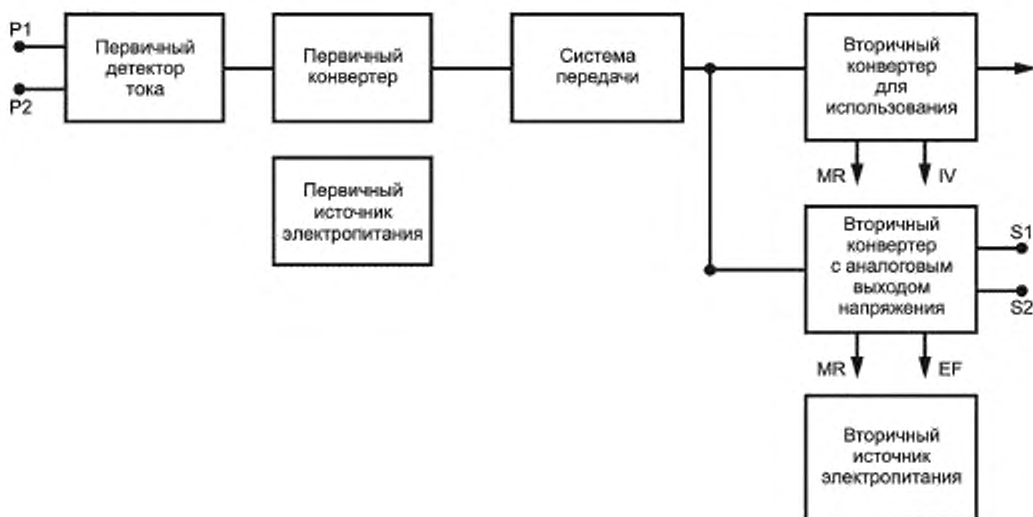 P1
P2
Первичный
детектор
тока
Первичный
конвертер
Система
передачи
Вторичный
конвертер
для
использования
MR
IV
Первичный
источник
электропитания
Вторичный
конвертер
с аналоговым
выходом
напряжения
S1
S2
MR
EF
Вторичный
источник
электропитания